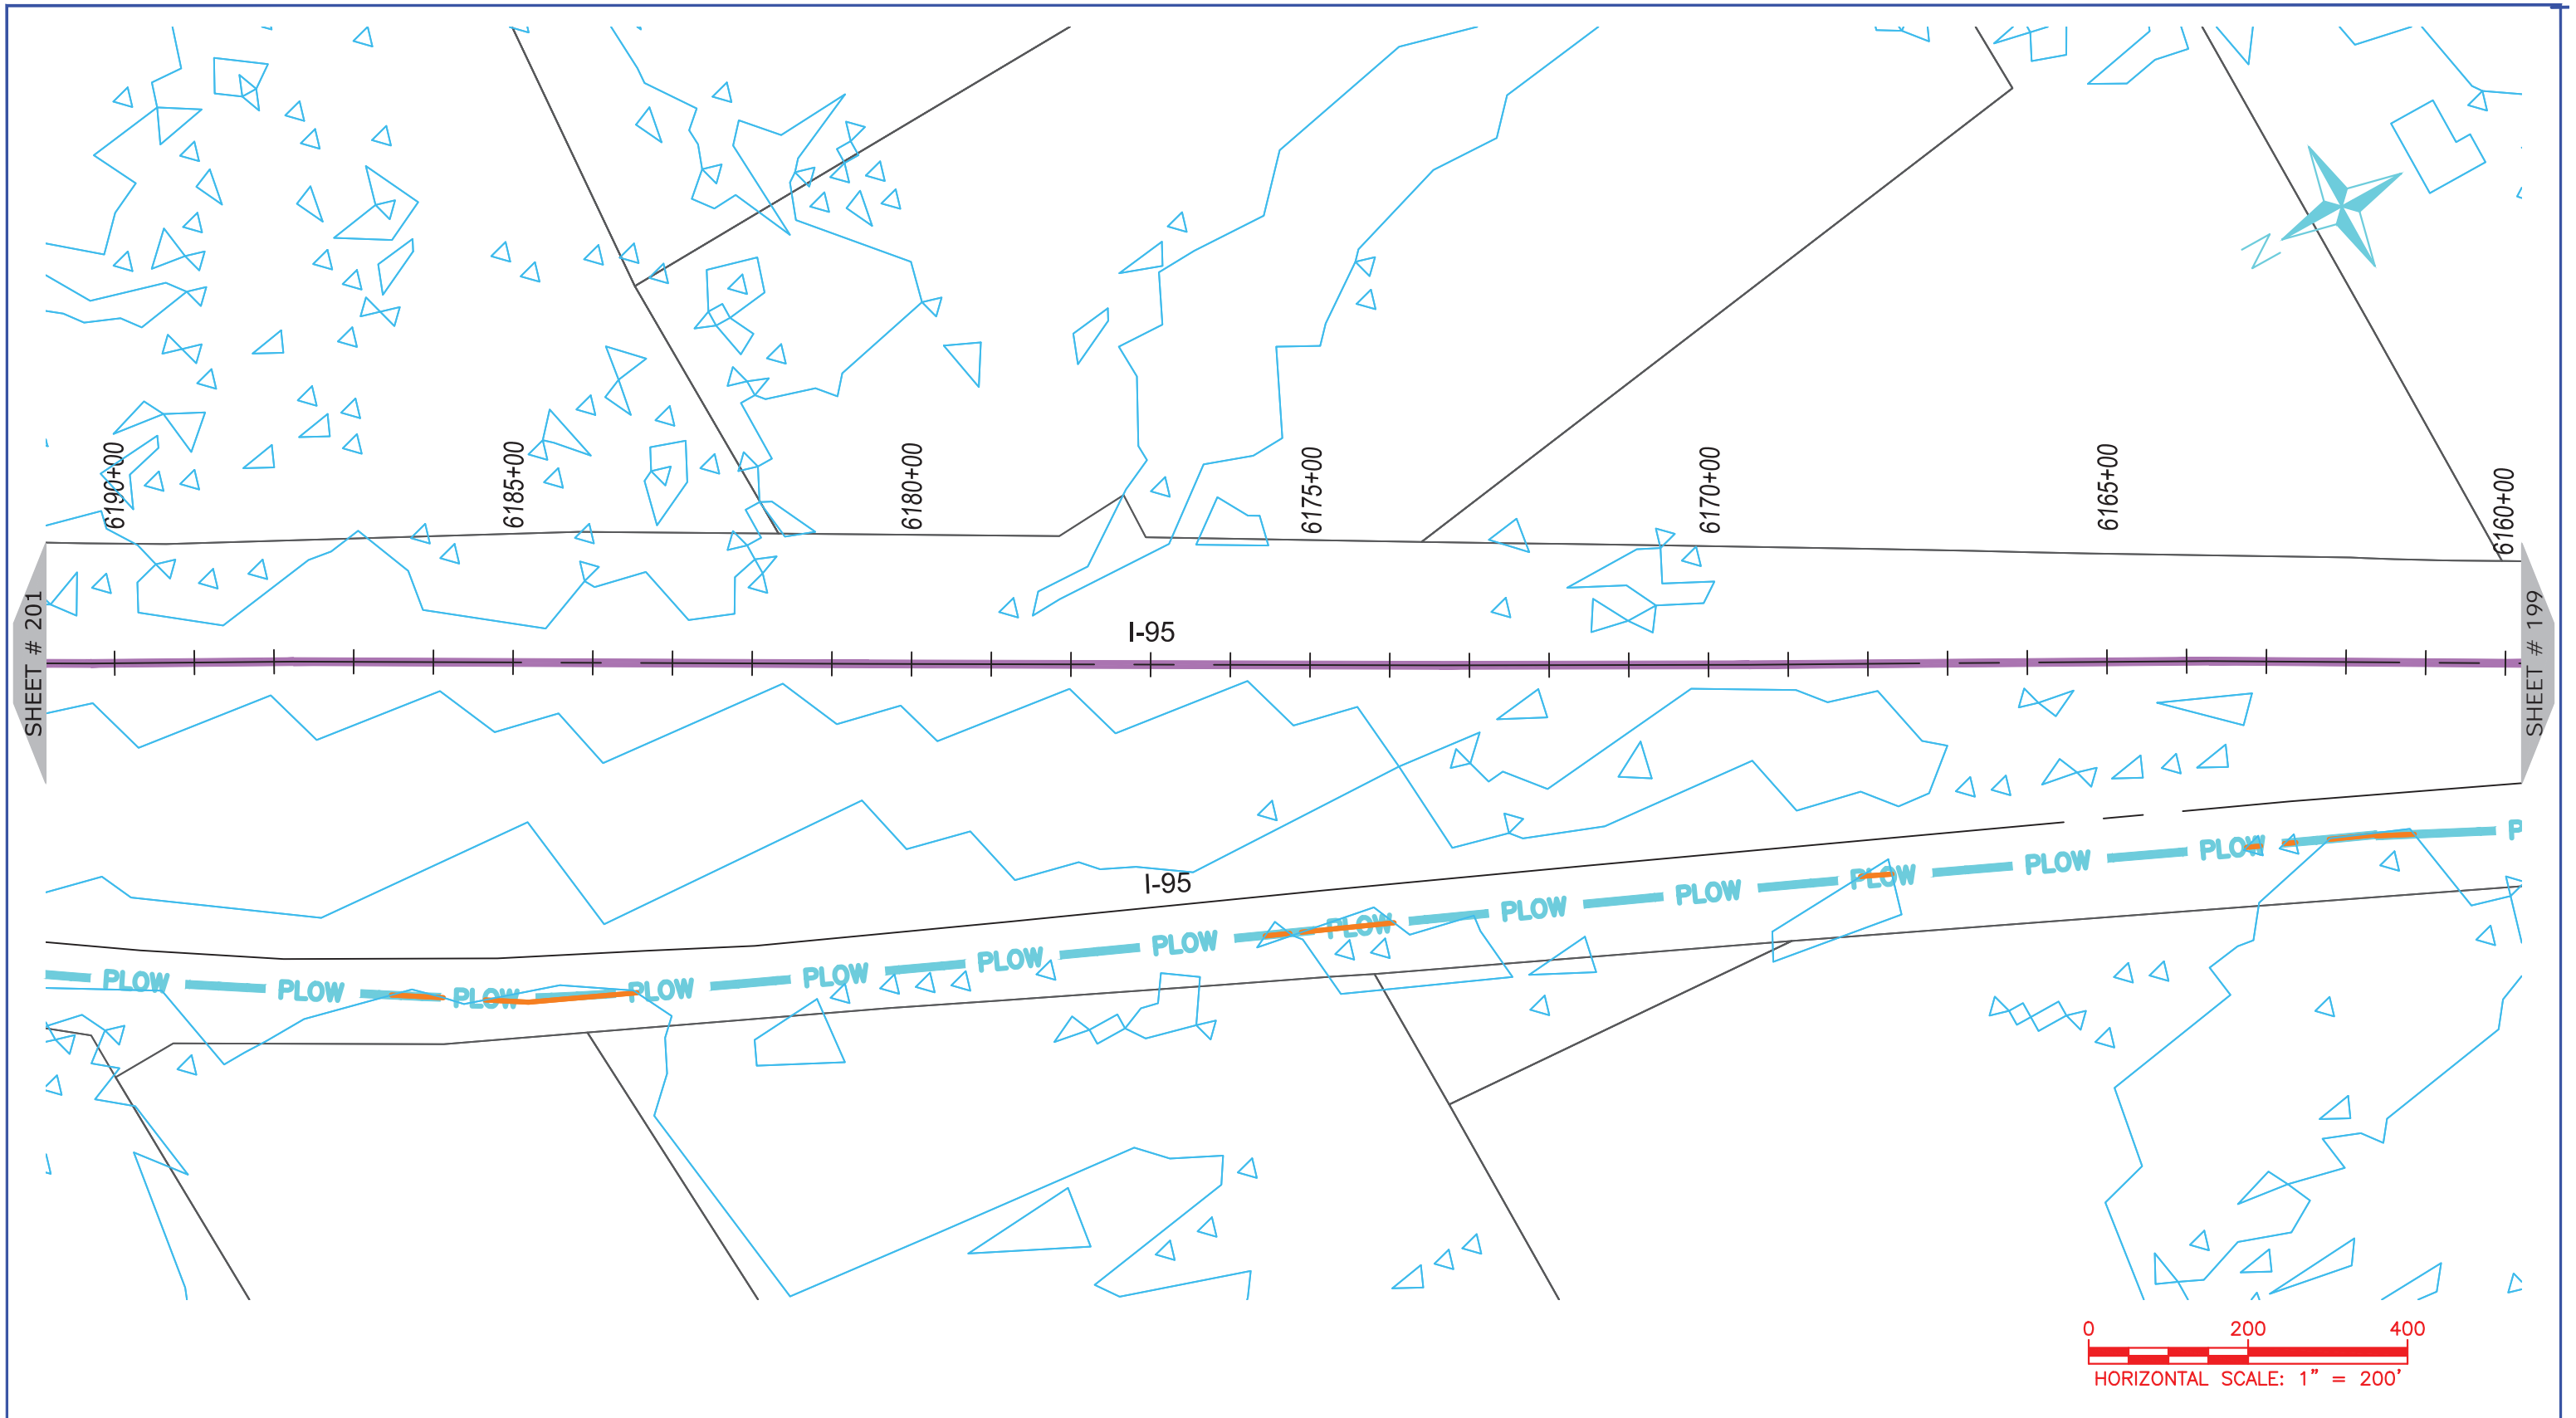 6190+00
6185+00
6180+00
6175+00
6170+00
6165+00
6160+00
N
SHEET # 201
SHEET # 199
I-95
I-95
PLOW PLOW PLOW PLOW PLOW PLOW PLOW PLOW PLOW PLOW PLOW PLOW PLOW P
0 200 400
HORIZONTAL SCALE: 1" = 200'